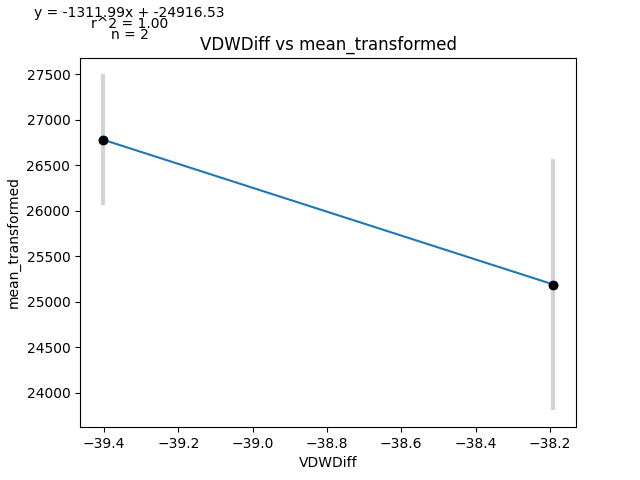 y = -1311.99x + -24916.53
r^2 = 1.00
n = 2
VDWDiff vs mean_transformed
27500
27000
26500
26000
25500
25000
24500
24000
mean_transformed
−39.4 −39.2 −39.0 −38.8 −38.6 −38.4 −38.2
VDWDiff